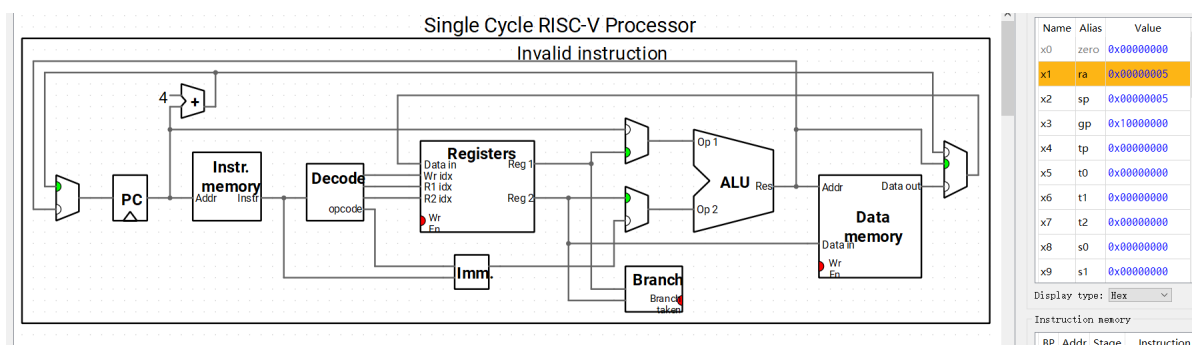 Single Cycle RISC-V Processor
Invalid instruction
4
+
PC
Instr.
memory
Addr
Instr
Decode
opcode
Registers
Data in
Wr idx
R1 idx
R2 idx
Reg 1
Reg 2
Wr
En
Imm.
Op 1
ALU
Res
Op 2
Branch
Branch
taken
Addr
Data out
Data
memory
Data in
Wr
En
Name Alias Value
x0 zero 0x00000000
x1 ra 0x00000005
x2 sp 0x00000005
x3 gp 0x10000000
x4 tp 0x00000000
x5 t0 0x00000000
x6 t1 0x00000000
x7 t2 0x00000000
x8 s0 0x00000000
x9 s1 0x00000000
Display type: Hex
Instruction memory
BP Addr Stage Instruction